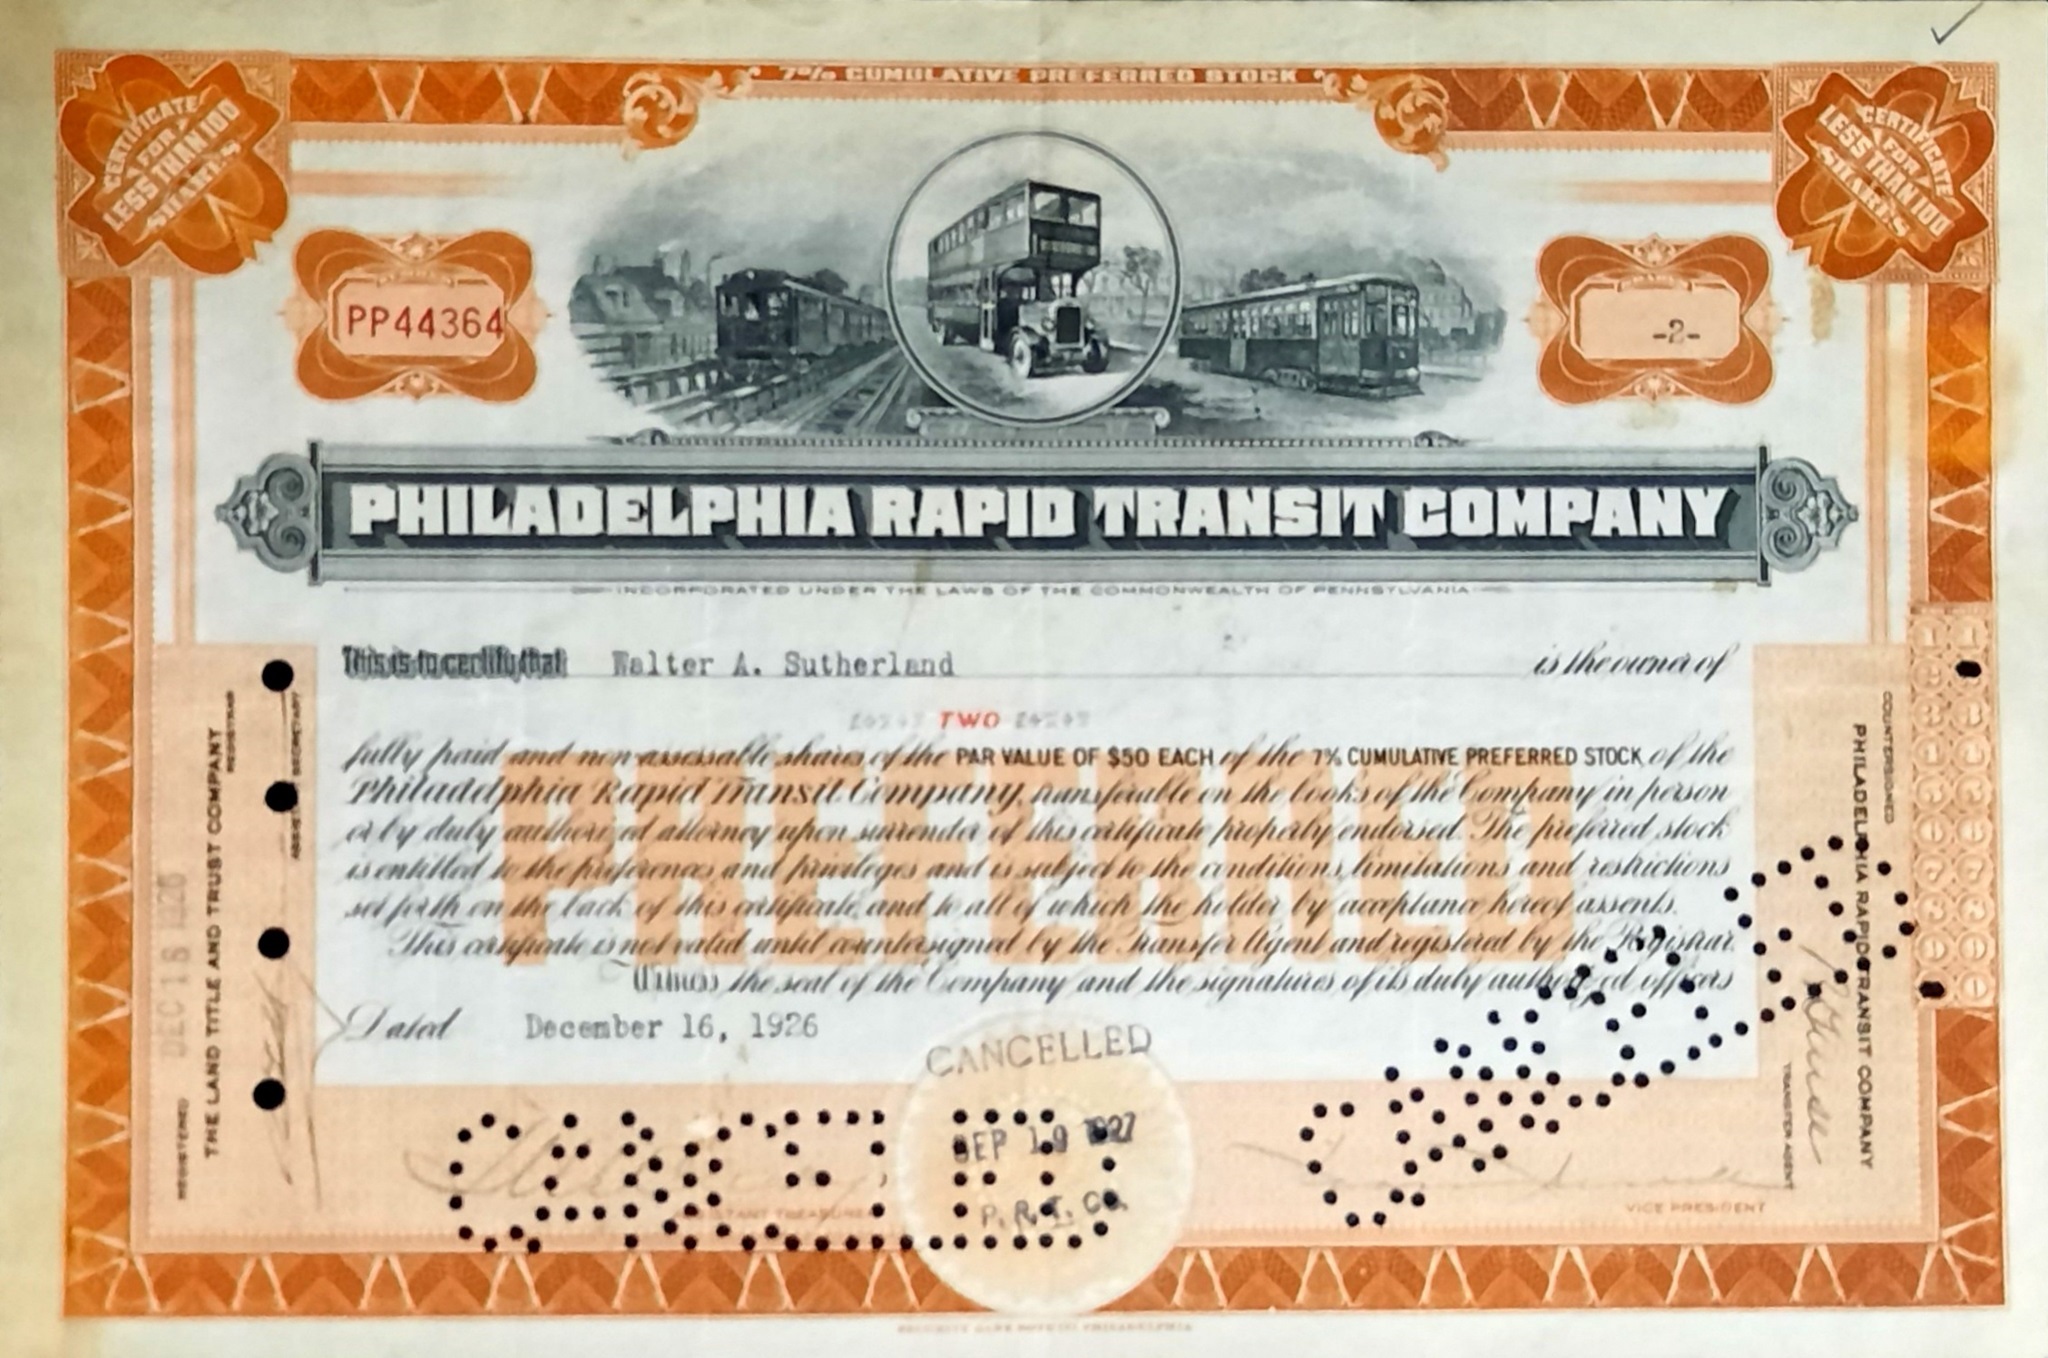 7% CUMULATIVE PREFERRED STOCK
CERTIFICATE
FOR
LESS THAN 100
SHARES
CERTIFICATE
FOR
LESS THAN 100
SHARES
PP44364
-2-
PHILADELPHIA RAPID TRANSIT COMPANY
INCORPORATED UNDER THE LAWS OF THE COMMONWEALTH OF PENNSYLVANIA
This is to certify that Walter A. Sutherland is the owner of
TWO
fully paid and non-assessable shares of the PAR VALUE OF $50 EACH of the 7% CUMULATIVE PREFERRED STOCK of the
Philadelphia Rapid Transit Company, transferable on the books of the Company in person
or by duly authorized attorney upon surrender of this certificate properly endorsed. The preferred stock
is entitled to the preferences and privileges and is subject to the conditions, limitations and restrictions
set forth on the back of this certificate, and to all of which the holder by acceptance hereof assents.
This certificate is not valid until countersigned by the Transfer Agent and registered by the Registrar.
Witness the seal of the Company and the signatures of its duly authorized officers
Dated December 16, 1926
PREFERRED
CANCELLED
SEP 19 1927
P. R. T. CO.
CANCELLED
CANCELLED
ASSISTANT TREASURER
VICE PRESIDENT
REGISTERED DEC 16 1926
THE LAND TITLE AND TRUST COMPANY
REGISTRAR
ASSISTANT SECRETARY
COUNTERSIGNED
PHILADELPHIA RAPID TRANSIT COMPANY
TRANSFER AGENT